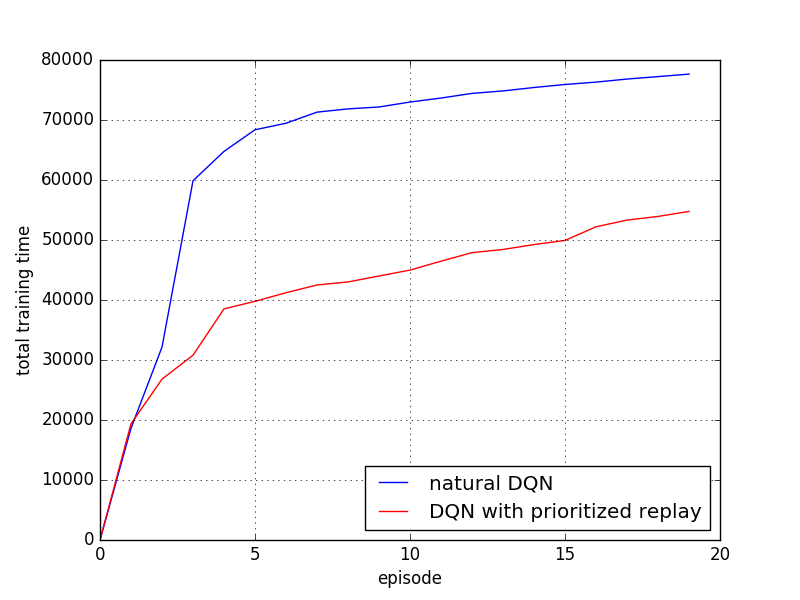 80000
70000
60000
50000
40000
30000
20000
10000
0
total training time
natural DQN
DQN with prioritized replay
0 5 10 15 20
episode